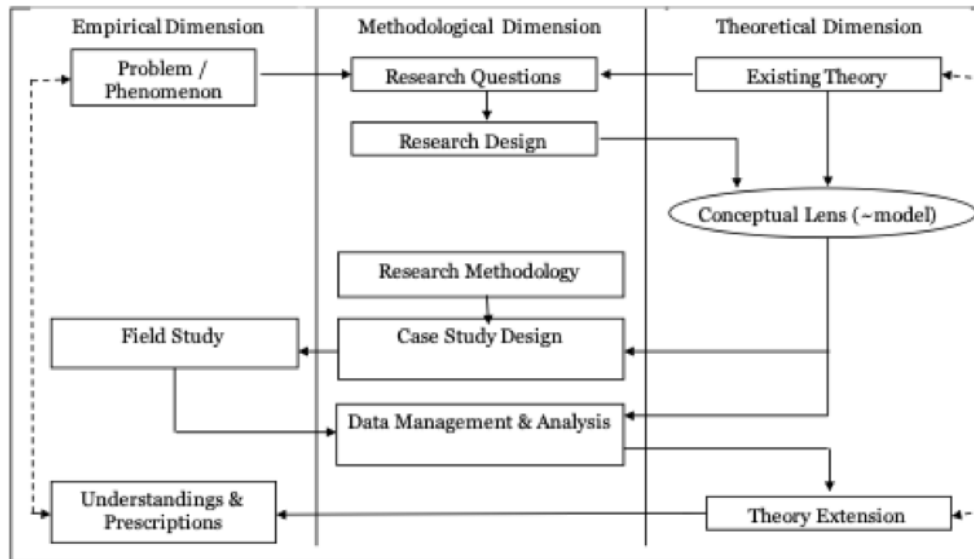 Empirical Dimension
Methodological Dimension
Theoretical Dimension
Problem /
Phenomenon
Research Questions
Existing Theory
Research Design
Conceptual Lens (~model)
Research Methodology
Field Study
Case Study Design
Data Management & Analysis
Understandings &
Prescriptions
Theory Extension